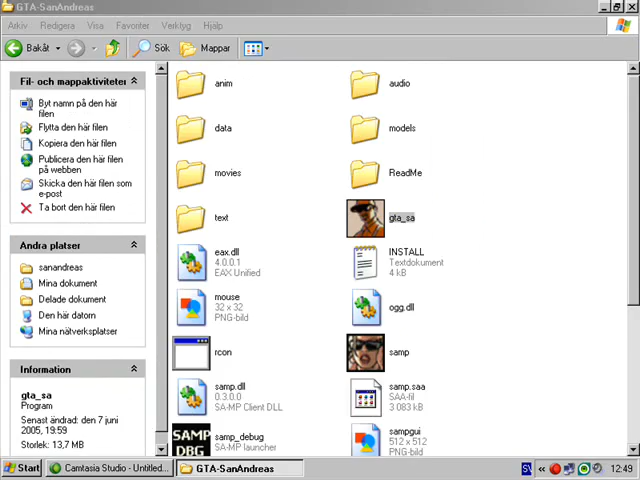 GTA-SanAndreas
Arkiv Redigera Visa Favoriter Verktyg Hjälp
Bakåt Sök Mappar
Fil- och mappaktiviteter
Byt namn på den här
filen
Flytta den här filen
Kopiera den här filen
Publicera den här filen
på webben
Skicka den här filen som
e-post
Ta bort den här filen
Andra platser
sanandreas
Mina dokument
Delade dokument
Den här datorn
Mina nätverksplatser
Information
gta_sa
Program
Senast ändrad: den 7 juni
2005, 19:59
Storlek: 13,7 MB
anim
audio
data
models
movies
ReadMe
text
gta_sa
eax.dll
4.0.0.1
EAX Unified
INSTALL
Textdokument
4 kB
mouse
32 x 32
PNG-bild
ogg.dll
rcon
samp
samp.dll
0.3.0.0
SA-MP Client DLL
samp.saa
SAA-fil
3 083 kB
SAMP
DBG
samp_debug
SA-MP launcher
sampgui
512 x 512
PNG-bild
Start Camtasia Studio - Untitled... GTA-SanAndreas 12:49